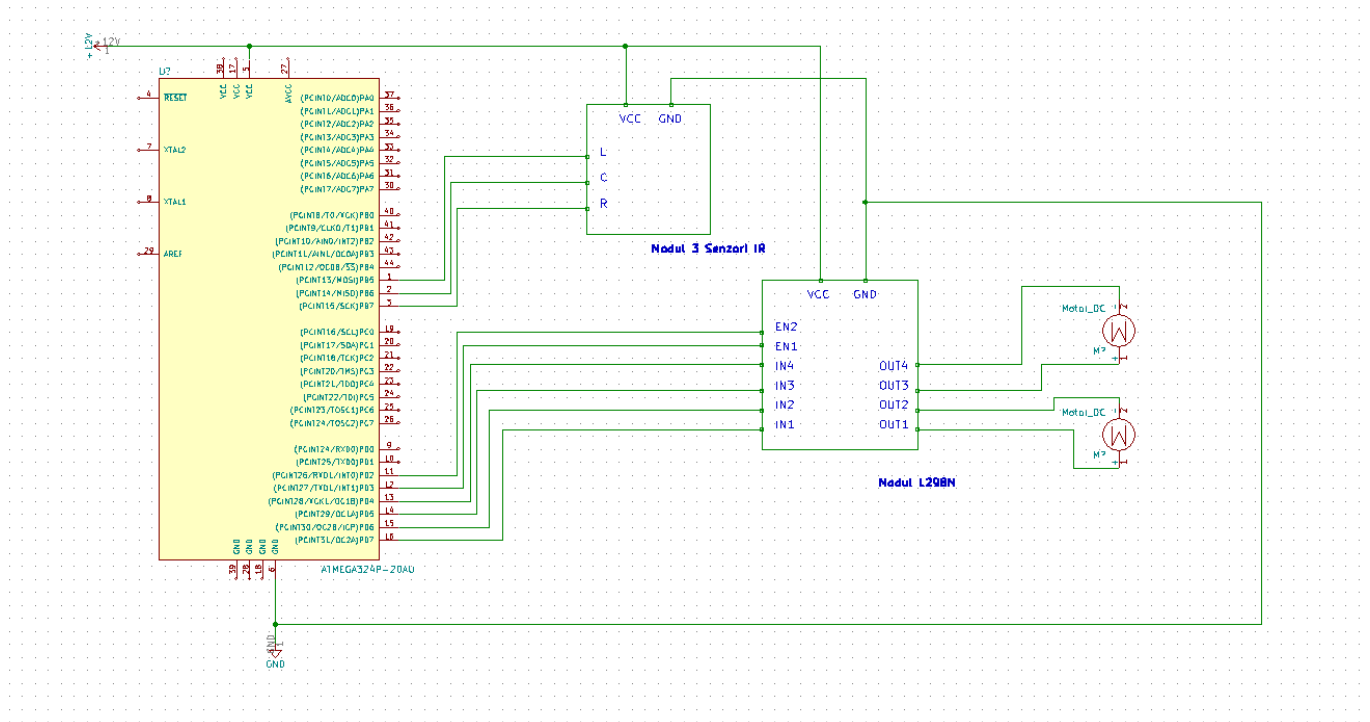 +12V
12V
1
U?
38 VCC
17 VCC
5 VCC
27 AVCC
4 RESET
7 XTAL2
8 XTAL1
29 AREF
(PCINT0/ADC0)PA0 37
(PCINT1/ADC1)PA1 36
(PCINT2/ADC2)PA2 35
(PCINT3/ADC3)PA3 34
(PCINT4/ADC4)PA4 33
(PCINT5/ADC5)PA5 32
(PCINT6/ADC6)PA6 31
(PCINT7/ADC7)PA7 30
(PCINT8/T0/XCK)PB0 40
(PCINT9/CLKO/T1)PB1 41
(PCINT10/AIN0/INT2)PB2 42
(PCINT11/AIN1/OC0A)PB3 43
(PCINT12/OC0B/SS)PB4 44
(PCINT13/MOSI)PB5 1
(PCINT14/MISO)PB6 2
(PCINT15/SCK)PB7 3
(PCINT16/SCL)PC0 19
(PCINT17/SDA)PC1 20
(PCINT18/TCK)PC2 21
(PCINT20/TMS)PC3 22
(PCINT21/TDO)PC4 23
(PCINT22/TDI)PC5 24
(PCINT23/TOSC1)PC6 25
(PCINT24/TOSC2)PC7 26
(PCINT24/RXD0)PD0 9
(PCINT25/TXD0)PD1 10
(PCINT26/RXD1/INT0)PD2 11
(PCINT27/TXD1/INT1)PD3 12
(PCINT28/XCK1/OC1B)PD4 13
(PCINT29/OC1A)PD5 14
(PCINT30/OC2B/ICP)PD6 15
(PCINT31/OC2A)PD7 16
GND 39
GND 28
GND 18
GND 6
ATMEGA324P-20AU
GND
1
GND
VCC GND
L
C
R
Modul 3 Senzori IR
VCC GND
EN2
EN1
IN4 OUT4
IN3 OUT3
IN2 OUT2
IN1 OUT1
Modul L298N
Motor_DC
- 2
M
M?
+ 1
Motor_DC
- 2
M
M?
+ 1